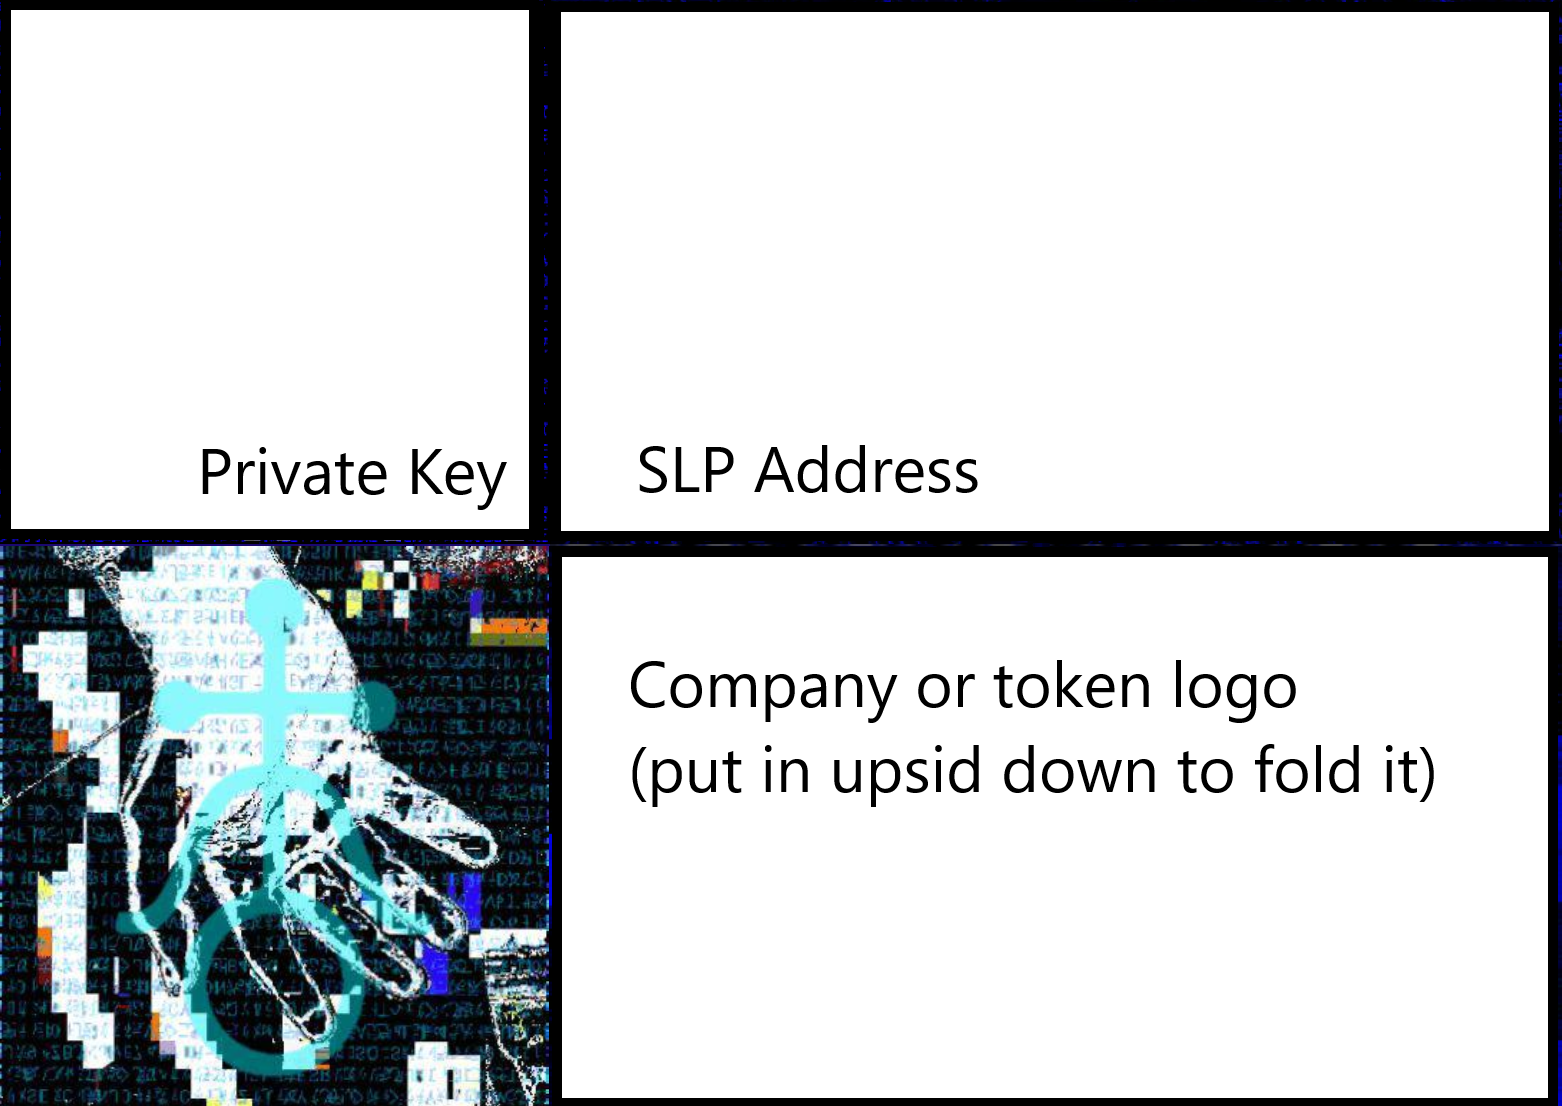 Private Key
SLP Address
Company or token logo
(put in upsid down to fold it)